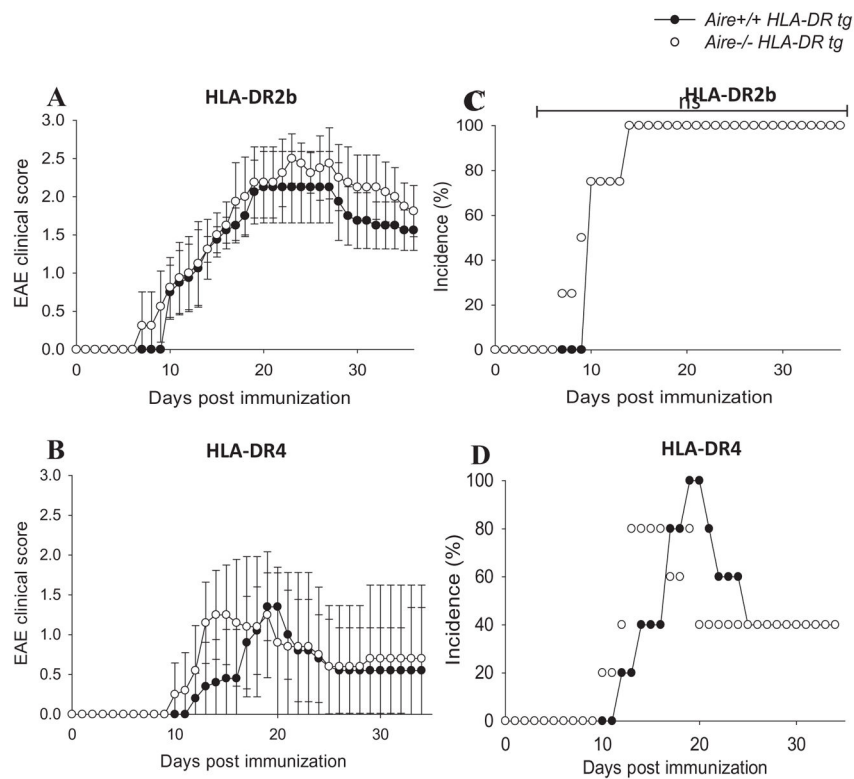 Aire+/+ HLA-DR tg
Aire-/- HLA-DR tg
A
HLA-DR2b
EAE clinical score
3.0
2.5
2.0
1.5
1.0
0.5
0.0
0
10
20
30
Days post immunization
C
HLA-DR2b
ns
Incidence (%)
100
80
60
40
20
0
0
10
20
30
Days post immunization
B
HLA-DR4
EAE clinical score
3.0
2.5
2.0
1.5
1.0
0.5
0.0
0
10
20
30
Days post immunization
D
HLA-DR4
Incidence (%)
100
80
60
40
20
0
0
10
20
30
Days post immunization